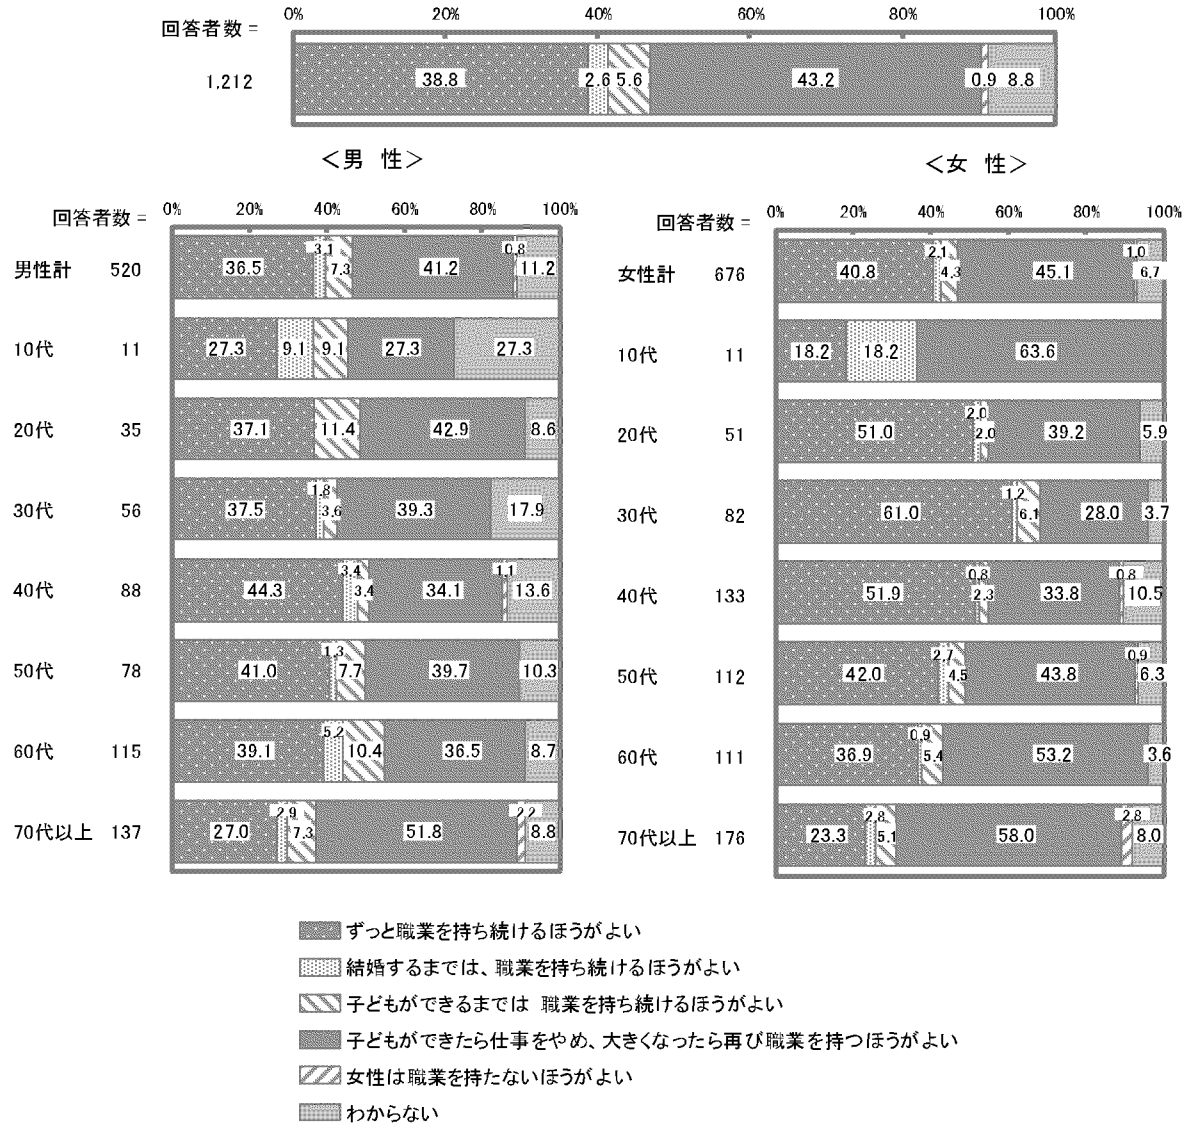 0% 20% 40% 60% 80% 100%
回答者数 =
1,212 38.8 2.6 5.6 43.2 0.9 8.8
＜男 性＞
回答者数 = 0% 20% 40% 60% 80% 100%
男性計 520 36.5 3.1 7.3 41.2 0.8 11.2
10代 11 27.3 9.1 9.1 27.3 27.3
20代 35 37.1 11.4 42.9 8.6
30代 56 37.5 1.8 3.6 39.3 17.9
40代 88 44.3 3.4 3.4 34.1 1.1 13.6
50代 78 41.0 1.3 7.7 39.7 10.3
60代 115 39.1 5.2 10.4 36.5 8.7
70代以上 137 27.0 2.9 7.3 51.8 2.2 8.8
＜女 性＞
回答者数 = 0% 20% 40% 60% 80% 100%
女性計 676 40.8 2.1 4.3 45.1 1.0 6.7
10代 11 18.2 18.2 63.6
20代 51 51.0 2.0 2.0 39.2 5.9
30代 82 61.0 1.2 6.1 28.0 3.7
40代 133 51.9 0.8 2.3 33.8 0.8 10.5
50代 112 42.0 2.7 4.5 43.8 0.9 6.3
60代 111 36.9 0.9 5.4 53.2 3.6
70代以上 176 23.3 2.8 5.1 58.0 2.8 8.0
ずっと職業を持ち続けるほうがよい
結婚するまでは、職業を持ち続けるほうがよい
子どもができるまでは 職業を持ち続けるほうがよい
子どもができたら仕事をやめ、大きくなったら再び職業を持つほうがよい
女性は職業を持たないほうがよい
わからない